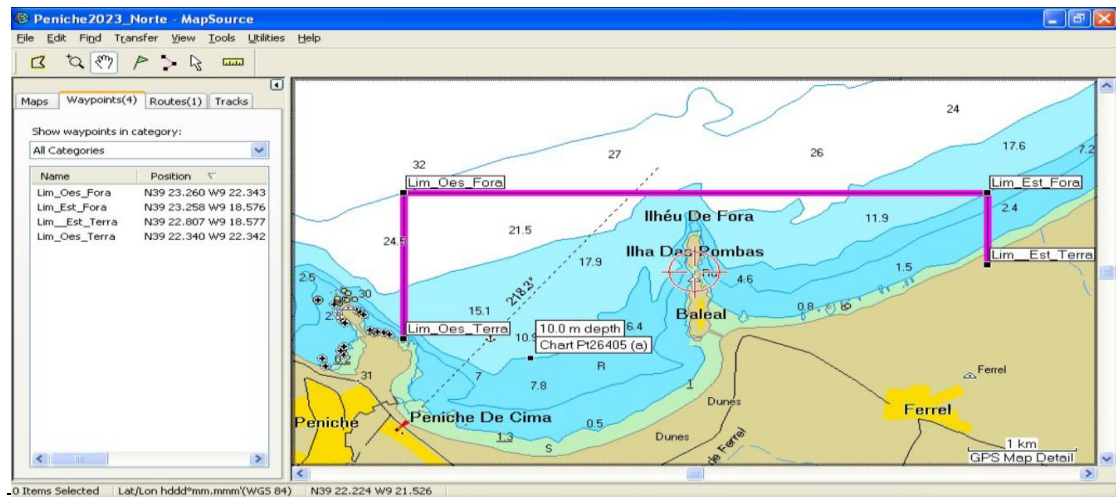 Peniche2023_Norte - MapSource
File Edit Find Transfer View Tools Utilities Help
Maps Waypoints(4) Routes(1) Tracks
Show waypoints in category:
All Categories
Name Position
Lim_Oes_Fora N39 23.260 W9 22.343
Lim_Est_Fora N39 23.258 W9 18.576
Lim__Est_Terra N39 22.807 W9 18.577
Lim_Oes_Terra N39 22.340 W9 22.342
24
17.6 7.2
27 26
32
Lim_Oes_Fora Lim_Est_Fora
2.4
Ilhéu De Fora 11.9
21.5
24.5
Ilha Das Pombas Lim__Est_Terra
17.9
1.5
4.6
2.5
30
218.3°
0.8
15.1
Baleal
Lim_Oes_Terra 10.9 10.0 m depth 6.4
Chart Pt26405 (a)
R
31 7
7.8 1
Ferrel
Dunes
Ferrel
Peniche Peniche De Cima 0.5
1.3 Dunes
S
de Ferrel
1 km
GPS Map Detail
0 Items Selected Lat/Lon hddd°mm.mmm'(WGS 84) N39 22.224 W9 21.526